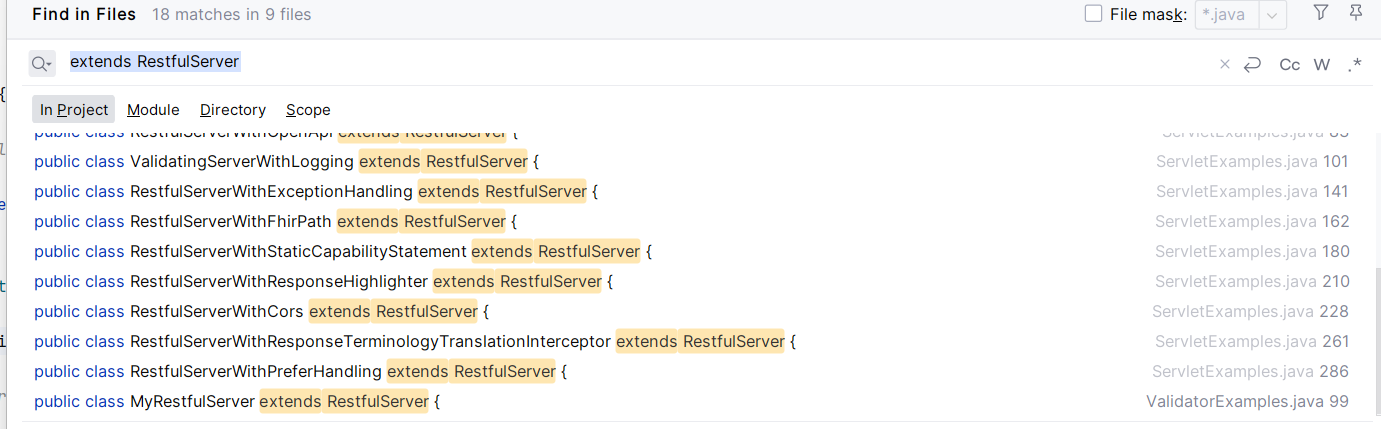 Find in Files 18 matches in 9 files File mask: *.java
extends RestfulServer Cc W .*
In Project Module Directory Scope
public class RestfulServerWithOpenApi extends RestfulServer { ServletExamples.java
public class ValidatingServerWithLogging extends RestfulServer { ServletExamples.java 101
public class RestfulServerWithExceptionHandling extends RestfulServer { ServletExamples.java 141
public class RestfulServerWithFhirPath extends RestfulServer { ServletExamples.java 162
public class RestfulServerWithStaticCapabilityStatement extends RestfulServer { ServletExamples.java 180
public class RestfulServerWithResponseHighlighter extends RestfulServer { ServletExamples.java 210
public class RestfulServerWithCors extends RestfulServer { ServletExamples.java 228
public class RestfulServerWithResponseTerminologyTranslationInterceptor extends RestfulServer { ServletExamples.java 261
public class RestfulServerWithPreferHandling extends RestfulServer { ServletExamples.java 286
public class MyRestfulServer extends RestfulServer { ValidatorExamples.java 99